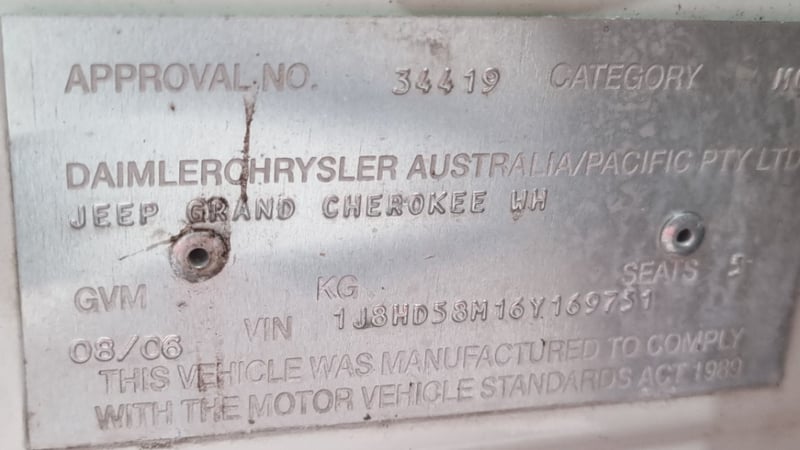 APPROVAL NO. 34419 CATEGORY
DAIMLERCHRYSLER AUSTRALIA/PACIFIC PTY LTD
JEEP GRAND CHEROKEE WH
GVM KG SEATS 5
08/06 VIN 1J8HD58M16Y169751
THIS VEHICLE WAS MANUFACTURED TO COMPLY
WITH THE MOTOR VEHICLE STANDARDS ACT 1989